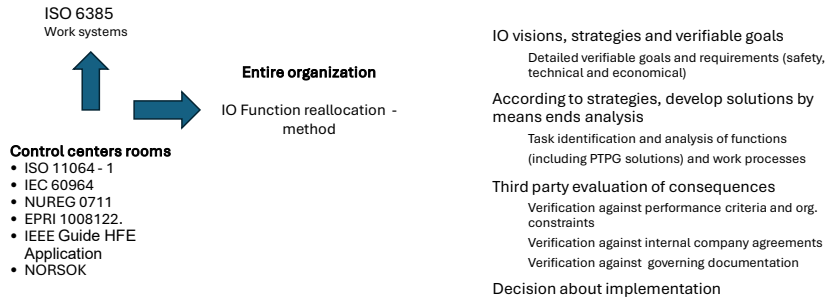 ISO 6385
Work systems
Entire organization
IO Function reallocation -
method
Control centers rooms
• ISO 11064 - 1
• IEC 60964
• NUREG 0711
• EPRI 1008122.
• IEEE Guide HFE
Application
• NORSOK
IO visions, strategies and verifiable goals
Detailed verifiable goals and requirements (safety,
technical and economical)
According to strategies, develop solutions by
means ends analysis
Task identification and analysis of functions
(including PTPG solutions) and work processes
Third party evaluation of consequences
Verification against performance criteria and org.
constraints
Verification against internal company agreements
Verification against governing documentation
Decision about implementation